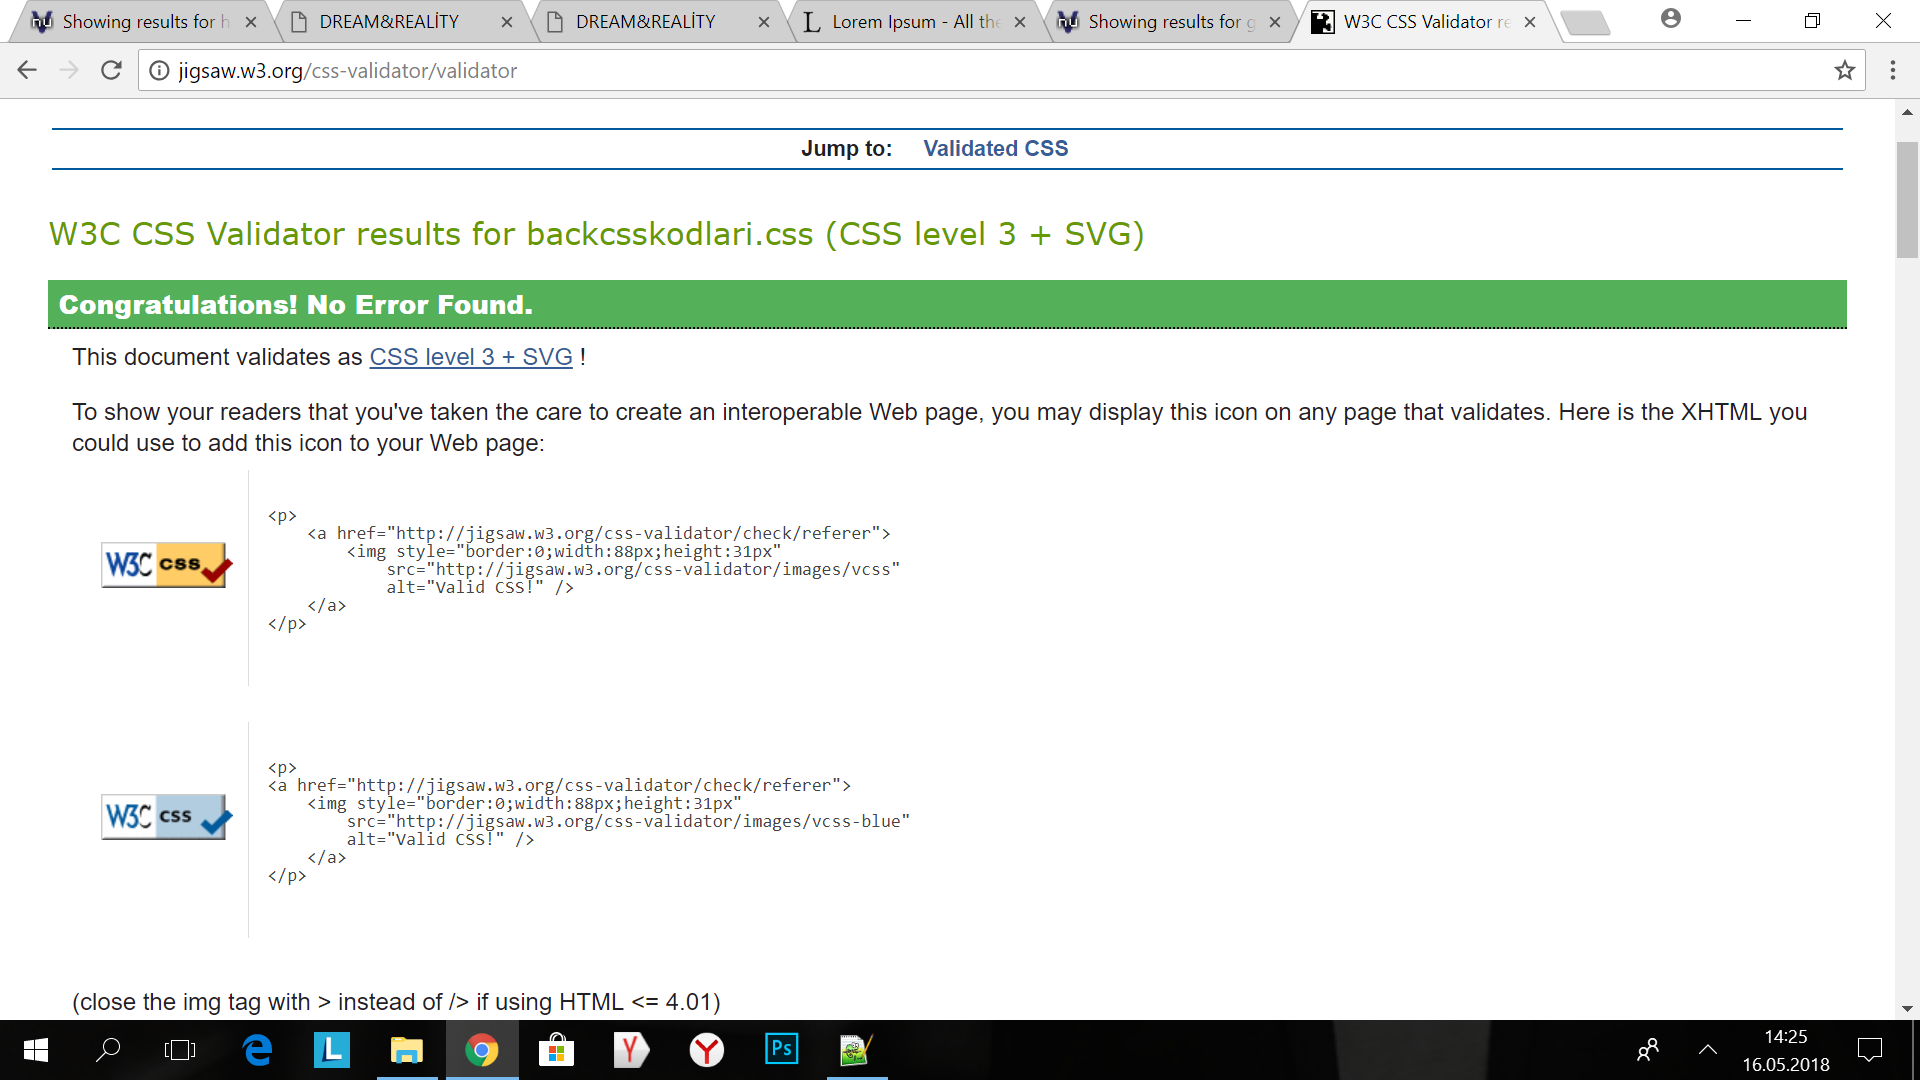 Showing results for h
DREAM&REALİTY
DREAM&REALİTY
Lorem Ipsum - All the
Showing results for g
W3C CSS Validator re
jigsaw.w3.org/css-validator/validator
Jump to: Validated CSS
W3C CSS Validator results for backcsskodlari.css (CSS level 3 + SVG)
Congratulations! No Error Found.
This document validates as CSS level 3 + SVG !
To show your readers that you've taken the care to create an interoperable Web page, you may display this icon on any page that validates. Here is the XHTML you
could use to add this icon to your Web page:
W3C css
<p>
<a href="http://jigsaw.w3.org/css-validator/check/referer">
<img style="border:0;width:88px;height:31px"
src="http://jigsaw.w3.org/css-validator/images/vcss"
alt="Valid CSS!" />
</a>
</p>
W3C css
<p>
<a href="http://jigsaw.w3.org/css-validator/check/referer">
<img style="border:0;width:88px;height:31px"
src="http://jigsaw.w3.org/css-validator/images/vcss-blue"
alt="Valid CSS!" />
</a>
</p>
(close the img tag with > instead of /> if using HTML <= 4.01)
L
Y
Y
Ps
14:25
16.05.2018